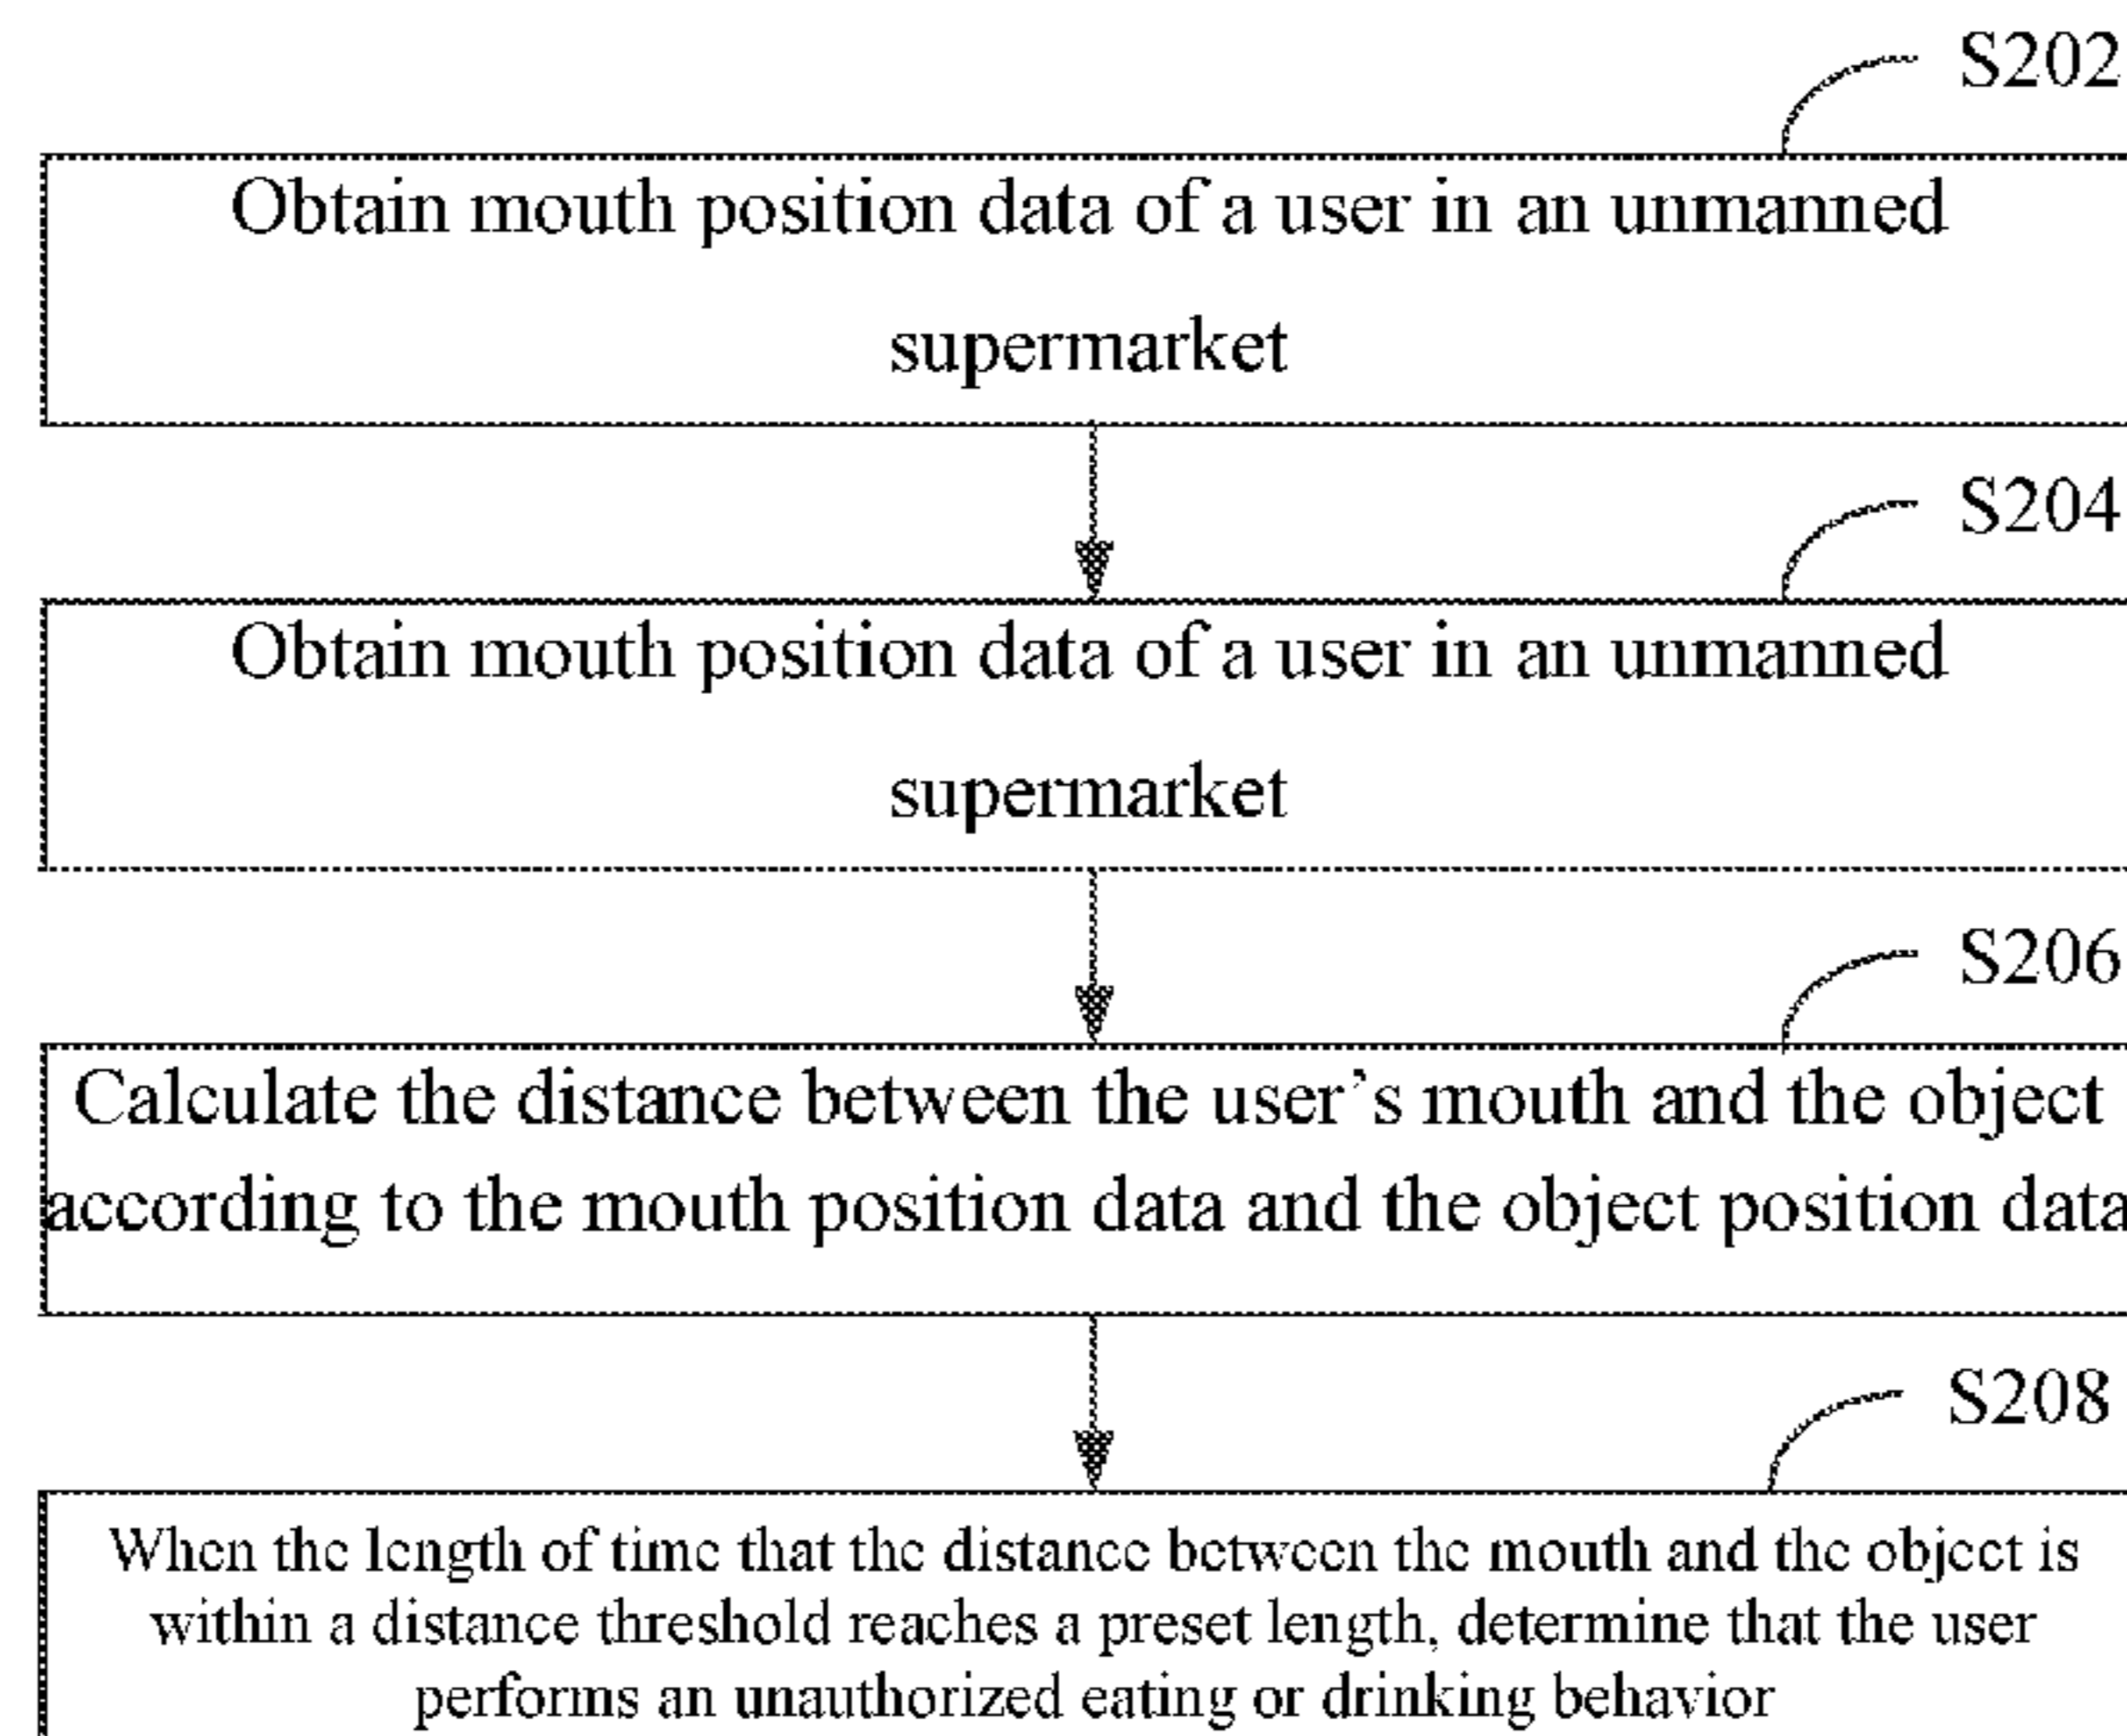 S202
Obtain mouth position data of a user in an unmanned
supermarket
S204
Obtain mouth position data of a user in an unmanned
supermarket
S206
Calculate the distance between the user’s mouth and the object
according to the mouth position data and the object position data
S208
When the length of time that the distance between the mouth and the object is
within a distance threshold reaches a preset length, determine that the user
performs an unauthorized eating or drinking behavior